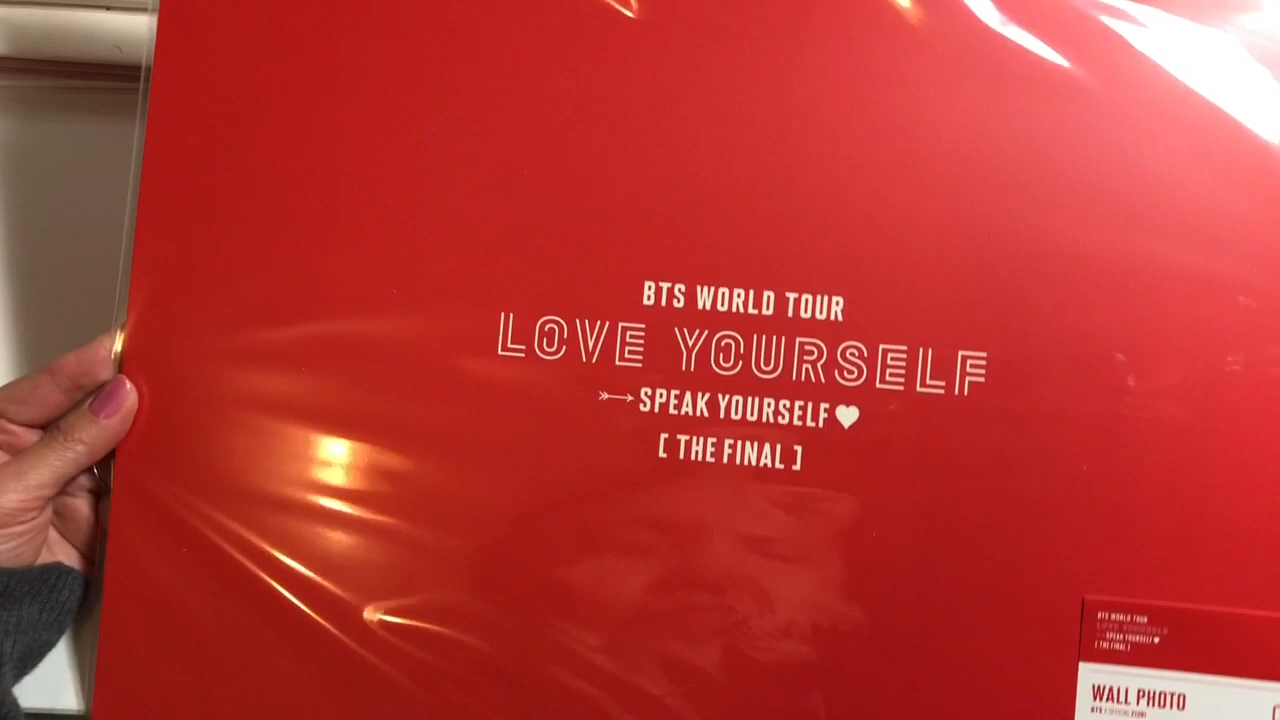 BTS WORLD TOUR
LOVE YOURSELF
SPEAK YOURSELF
[ THE FINAL ]
BTS WORLD TOUR
LOVE YOURSELF
SPEAK YOURSELF
[ THE FINAL ]
WALL PHOTO
BTS